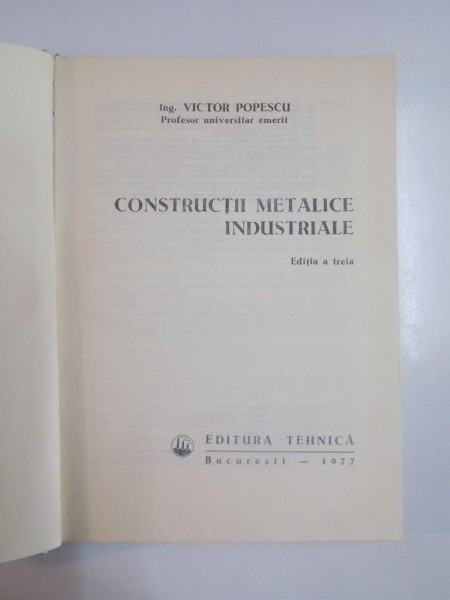 Ing. VICTOR POPESCU
Profesor universitar emerit
CONSTRUCȚII METALICE
INDUSTRIALE
Ediția a treia
EDITURA TEHNICĂ
București — 1977